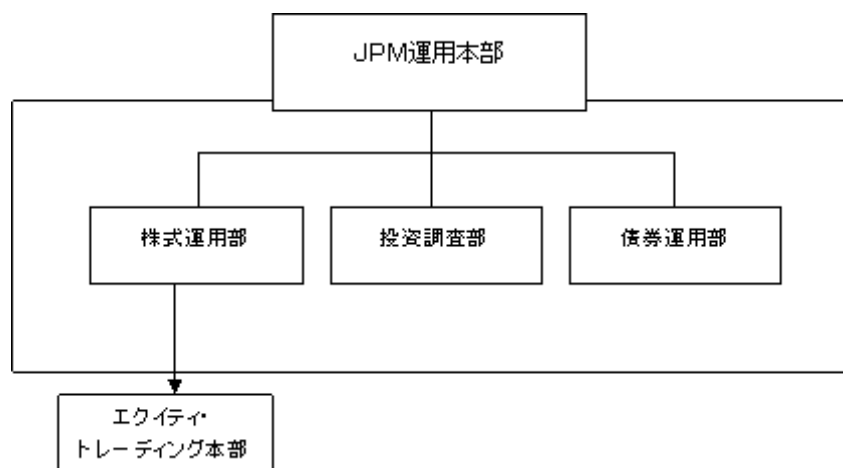 JPM運用本部
株式運用部
投資調査部
債券運用部
エクイティ・
トレーディング本部